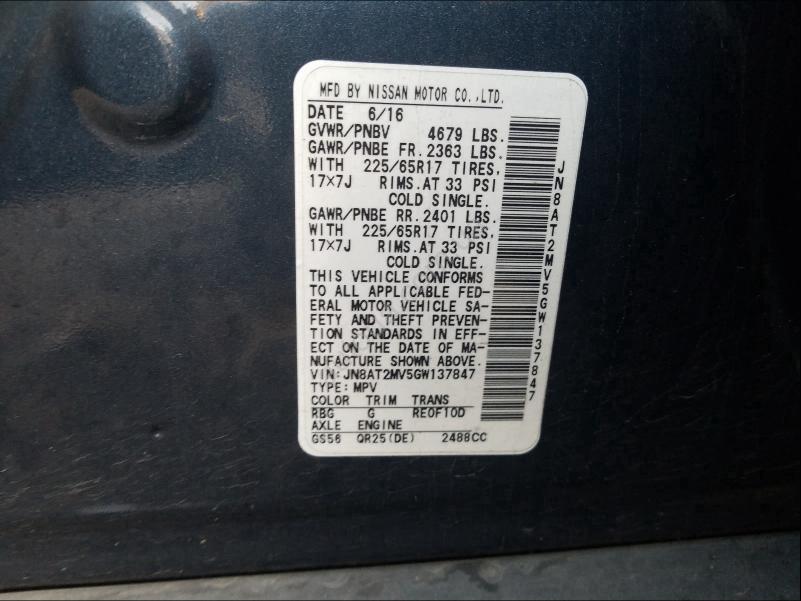 MFD BY NISSAN MOTOR CO.,LTD.
DATE 6/16
GVWR/PNBV 4679 LBS.
GAWR/PNBE FR.2363 LBS.
WITH 225/65R17 TIRES,
17×7J RIMS.AT 33 PSI
COLD SINGLE.
GAWR/PNBE RR.2401 LBS.
WITH 225/65R17 TIRES,
17×7J RIMS.AT 33 PSI
COLD SINGLE.
THIS VEHICLE CONFORMS
TO ALL APPLICABLE FED-
ERAL MOTOR VEHICLE SA-
FETY AND THEFT PREVEN-
TION STANDARDS IN EFF-
ECT ON THE DATE OF MA-
NUFACTURE SHOWN ABOVE.
VIN:JN8AT2MV5GW137847
TYPE:MPV
COLOR TRIM TRANS
RBG G RE0F10D
AXLE ENGINE
GS56 QR25(DE) 2488CC
JN8AT2MV5GW137847